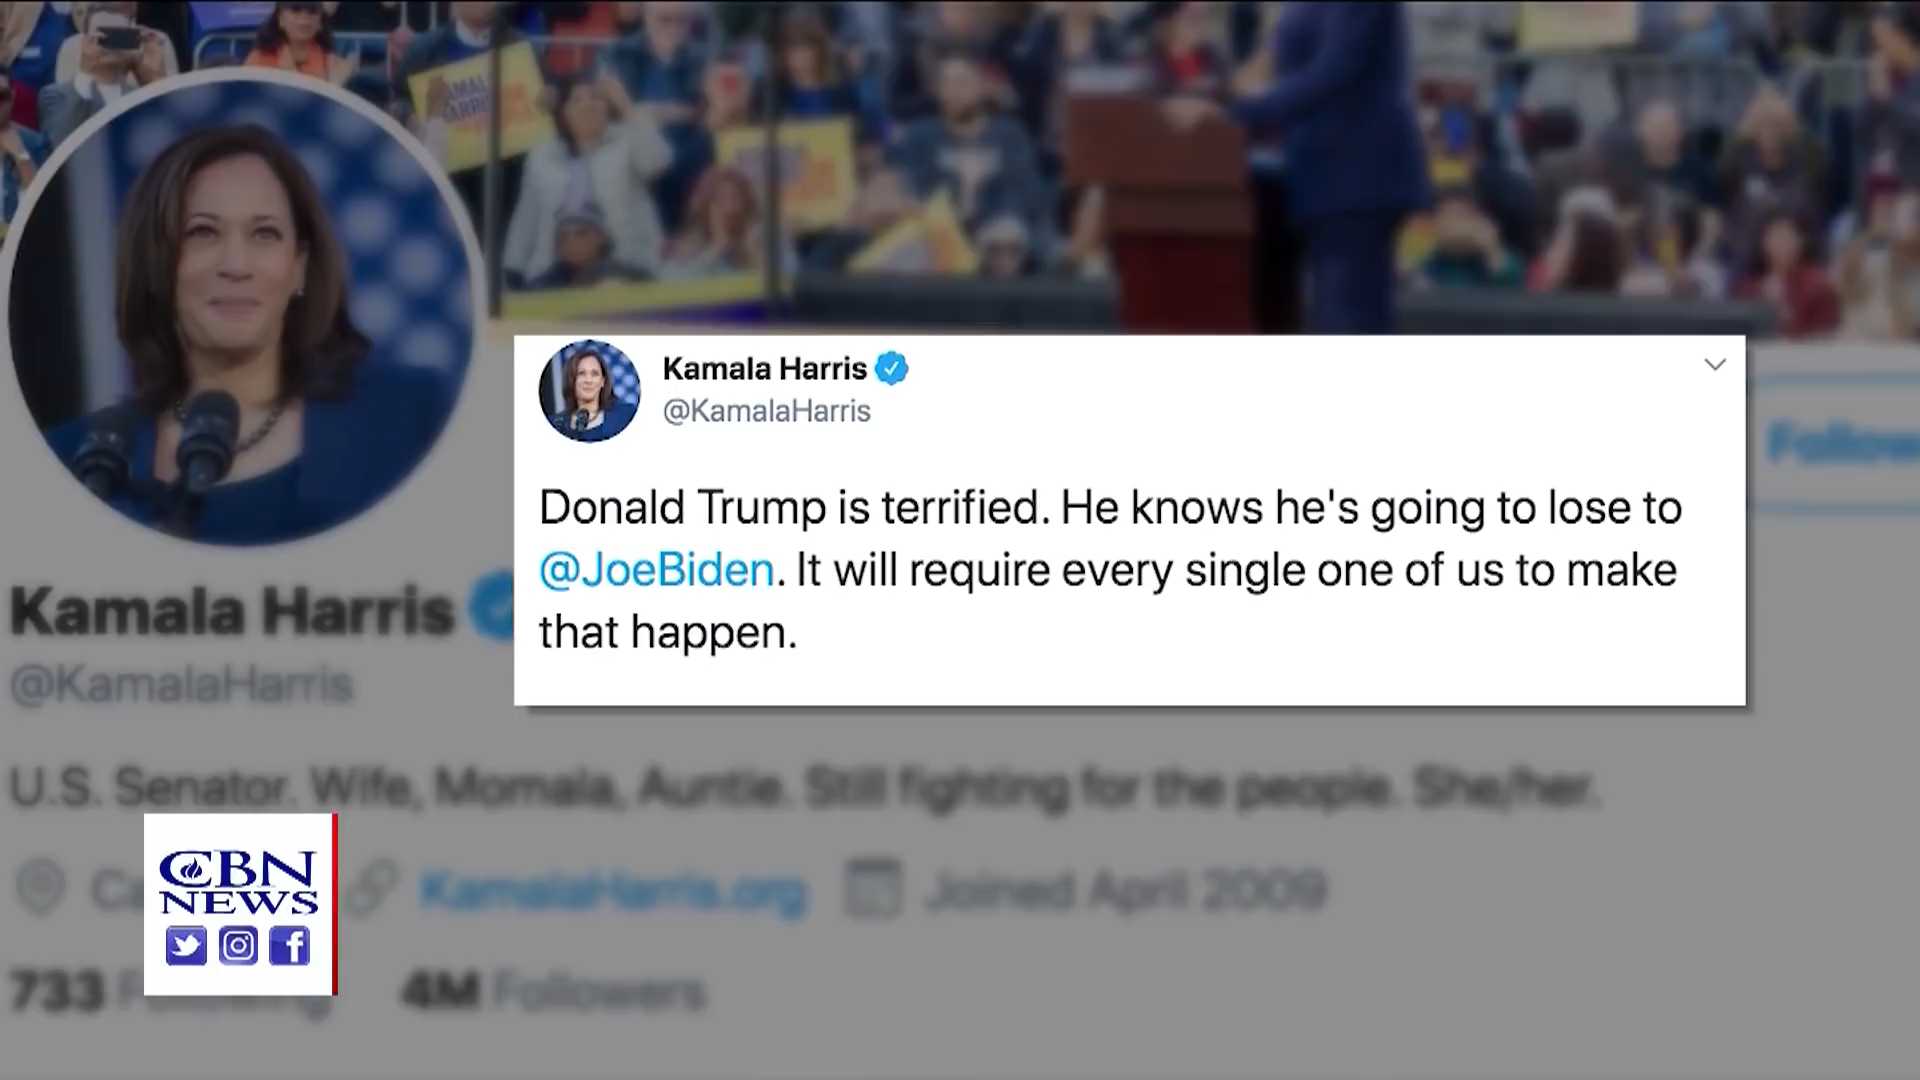 Kamala Harris
@KamalaHarris
Donald Trump is terrified. He knows he's going to lose to
@JoeBiden. It will require every single one of us to make
that happen.
Kamala Harris
@KamalaHarris
U.S. Senator. Wife, Momala, Auntie. Still fighting for the people. She/her.
KamalaHarris.org
Joined April 2009
733 Following
4M Followers
CBN
NEWS